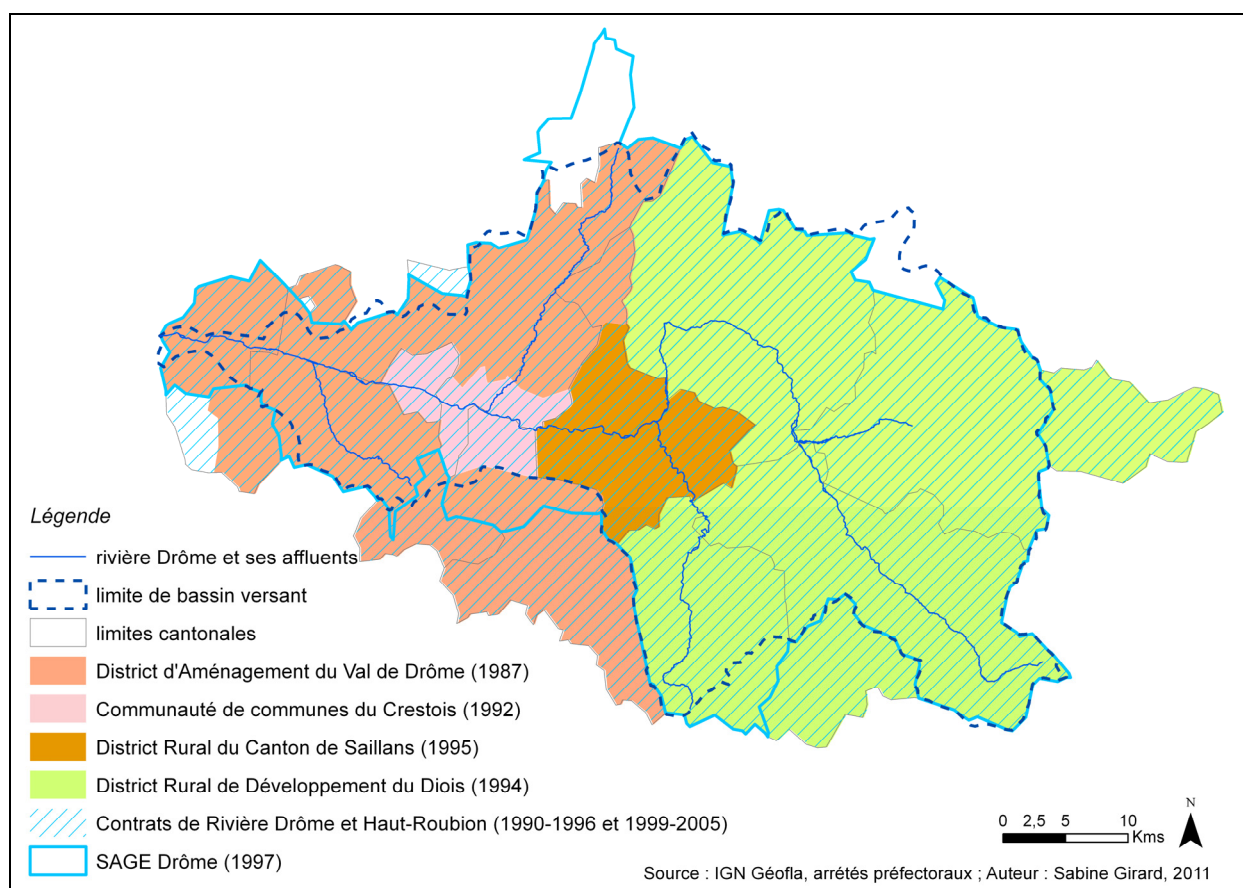 Légende
rivière Drôme et ses affluents
limite de bassin versant
limites cantonales
District d'Aménagement du Val de Drôme (1987)
Communauté de communes du Crestois (1992)
District Rural du Canton de Saillans (1995)
District Rural de Développement du Diois (1994)
Contrats de Rivière Drôme et Haut-Roubion (1990-1996 et 1999-2005)
SAGE Drôme (1997)
N
0 2,5 5 10
Kms
Source : IGN Géofla, arrétés préfectoraux ; Auteur : Sabine Girard, 2011